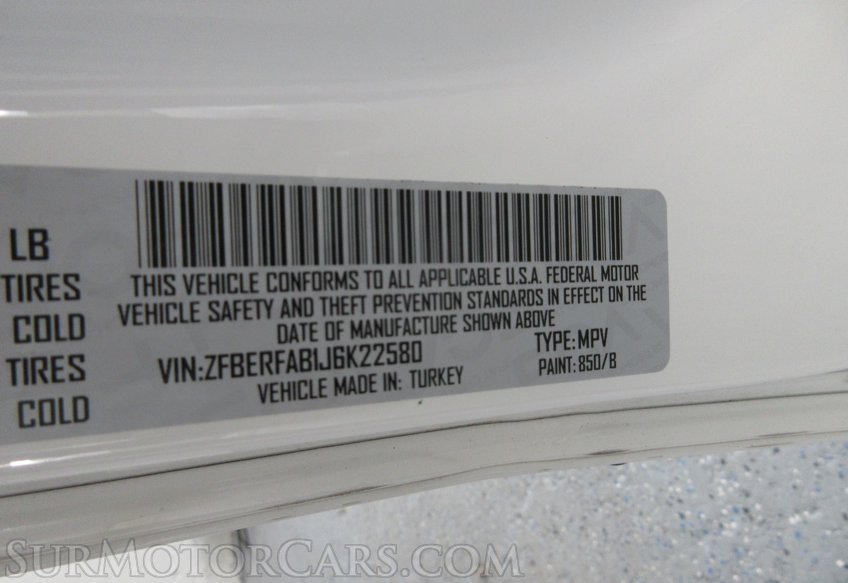 LB
TIRES
COLD
TIRES
COLD
THIS VEHICLE CONFORMS TO ALL APPLICABLE U.S.A. FEDERAL MOTOR
VEHICLE SAFETY AND THEFT PREVENTION STANDARDS IN EFFECT ON THE
DATE OF MANUFACTURE SHOWN ABOVE
VIN:ZFBERFAB1J6K22580 TYPE: MPV
VEHICLE MADE IN: TURKEY PAINT: 850/B
SURMOTORCARS.COM